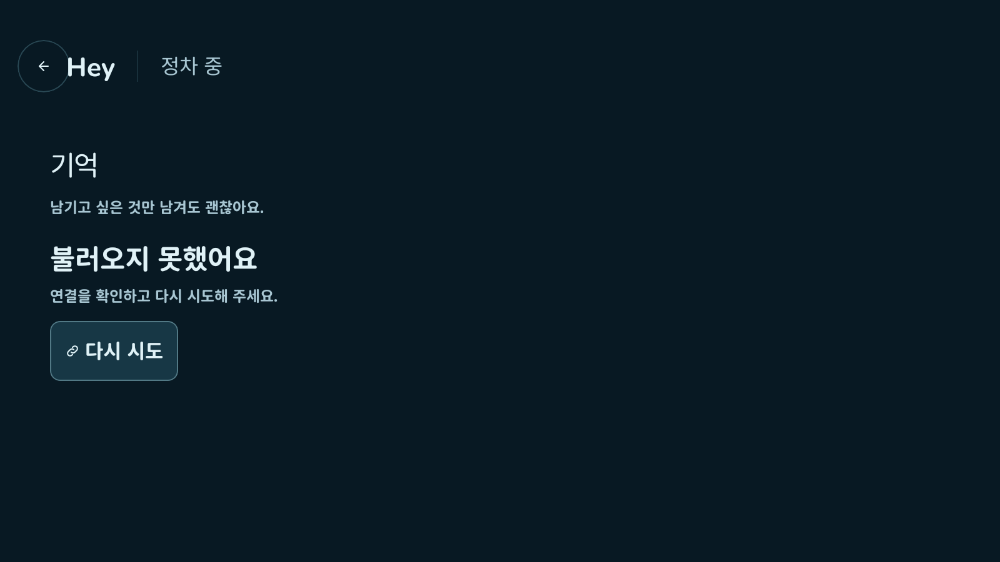 Hey
정차 중
기억
남기고 싶은 것만 남겨도 괜찮아요.
불러오지 못했어요
연결을 확인하고 다시 시도해 주세요.
다시 시도